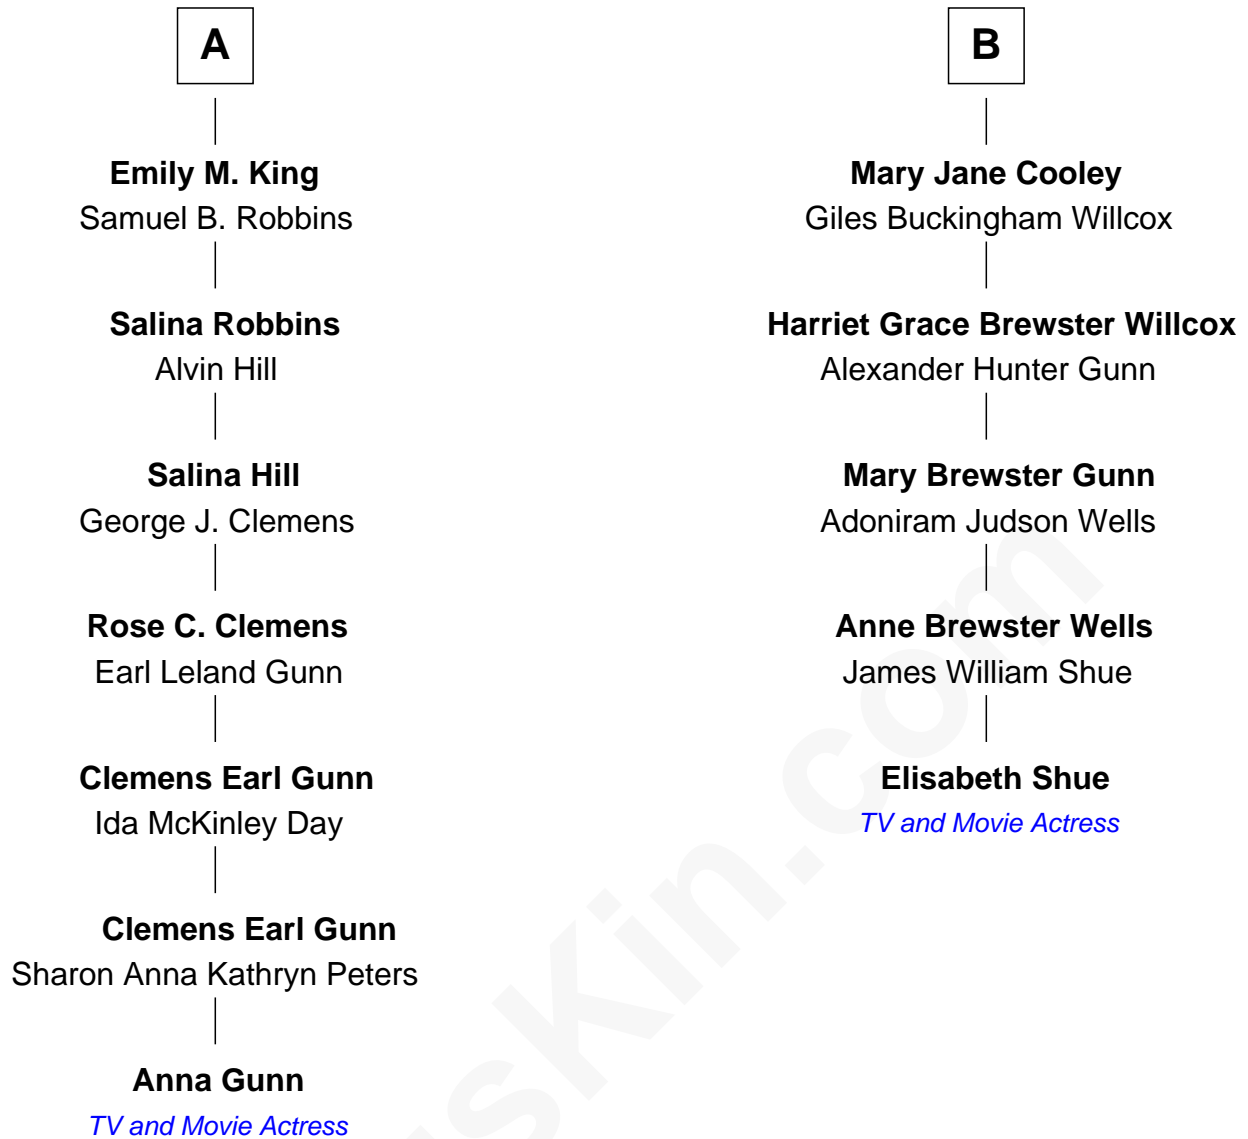 A
Emily M. King
Samuel B. Robbins
Salina Robbins
Alvin Hill
Salina Hill
George J. Clemens
Rose C. Clemens
Earl Leland Gunn
Clemens Earl Gunn
Ida McKinley Day
Clemens Earl Gunn
Sharon Anna Kathryn Peters
Anna Gunn
TV and Movie Actress
B
Mary Jane Cooley
Giles Buckingham Willcox
Harriet Grace Brewster Willcox
Alexander Hunter Gunn
Mary Brewster Gunn
Adoniram Judson Wells
Anne Brewster Wells
James William Shue
Elisabeth Shue
TV and Movie Actress
sKin.com